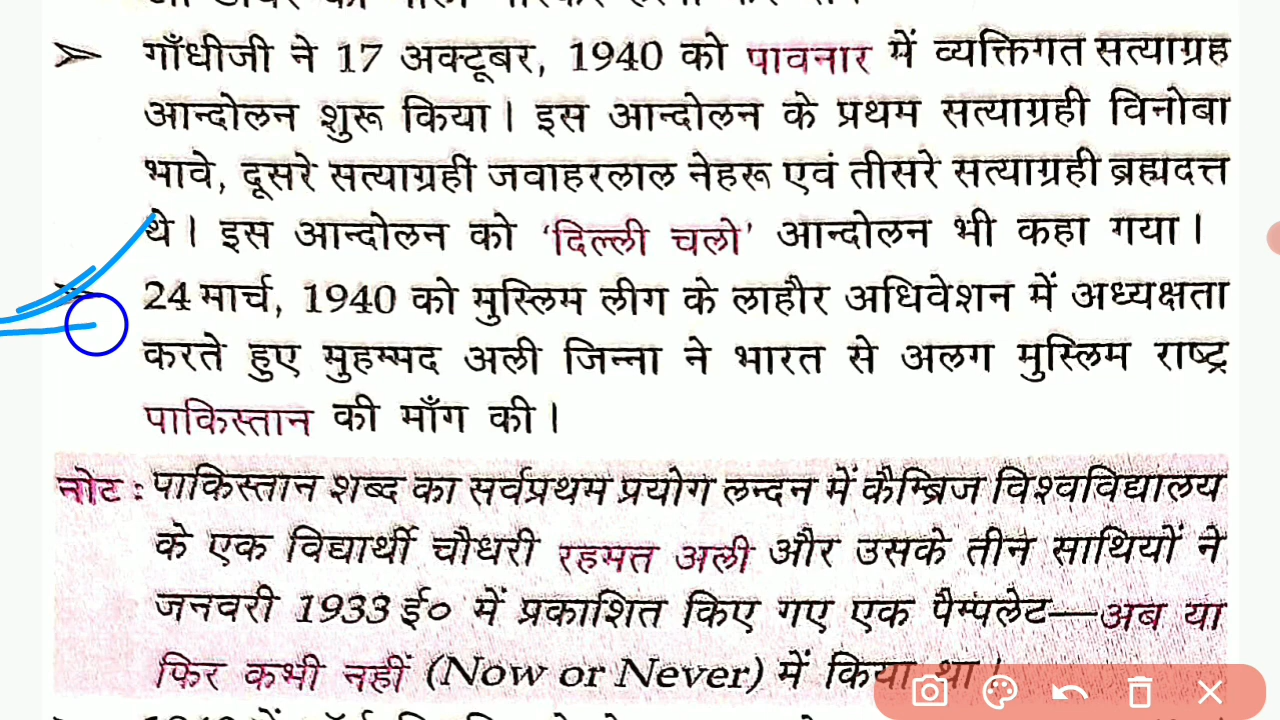 गाँधीजी ने 17 अक्टूबर, 1940 को पावनार में व्यक्तिगत सत्याग्रह
आन्दोलन शुरू किया। इस आन्दोलन के प्रथम सत्याग्रही विनोबा
भावे, दूसरे सत्याग्रही जवाहरलाल नेहरू एवं तीसरे सत्याग्रही ब्रह्मदत्त
थे। इस आन्दोलन को ‘दिल्ली चलो’ आन्दोलन भी कहा गया।
24 मार्च, 1940 को मुस्लिम लीग के लाहौर अधिवेशन में अध्यक्षता
करते हुए मुहम्मद अली जिन्ना ने भारत से अलग मुस्लिम राष्ट्र
पाकिस्तान की माँग की।
नोट : पाकिस्तान शब्द का सर्वप्रथम प्रयोग लन्दन में कैम्ब्रिज विश्वविद्यालय
के एक विद्यार्थी चौधरी रहमत अली और उसके तीन साथियों ने
जनवरी 1933 ई० में प्रकाशित किए गए एक पैम्पलेट—अब या
फिर कभी नहीं (Now or Never) में किया था।